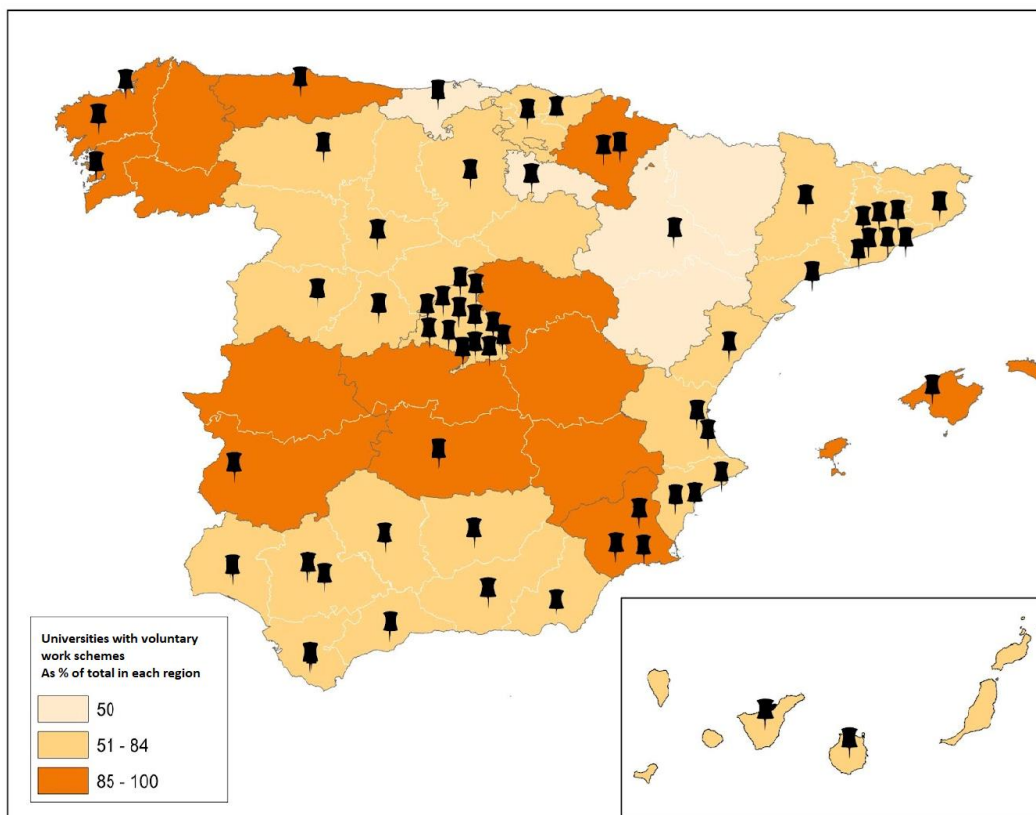 Universities with voluntary
work schemes
As % of total in each region
50
51 - 84
85 - 100